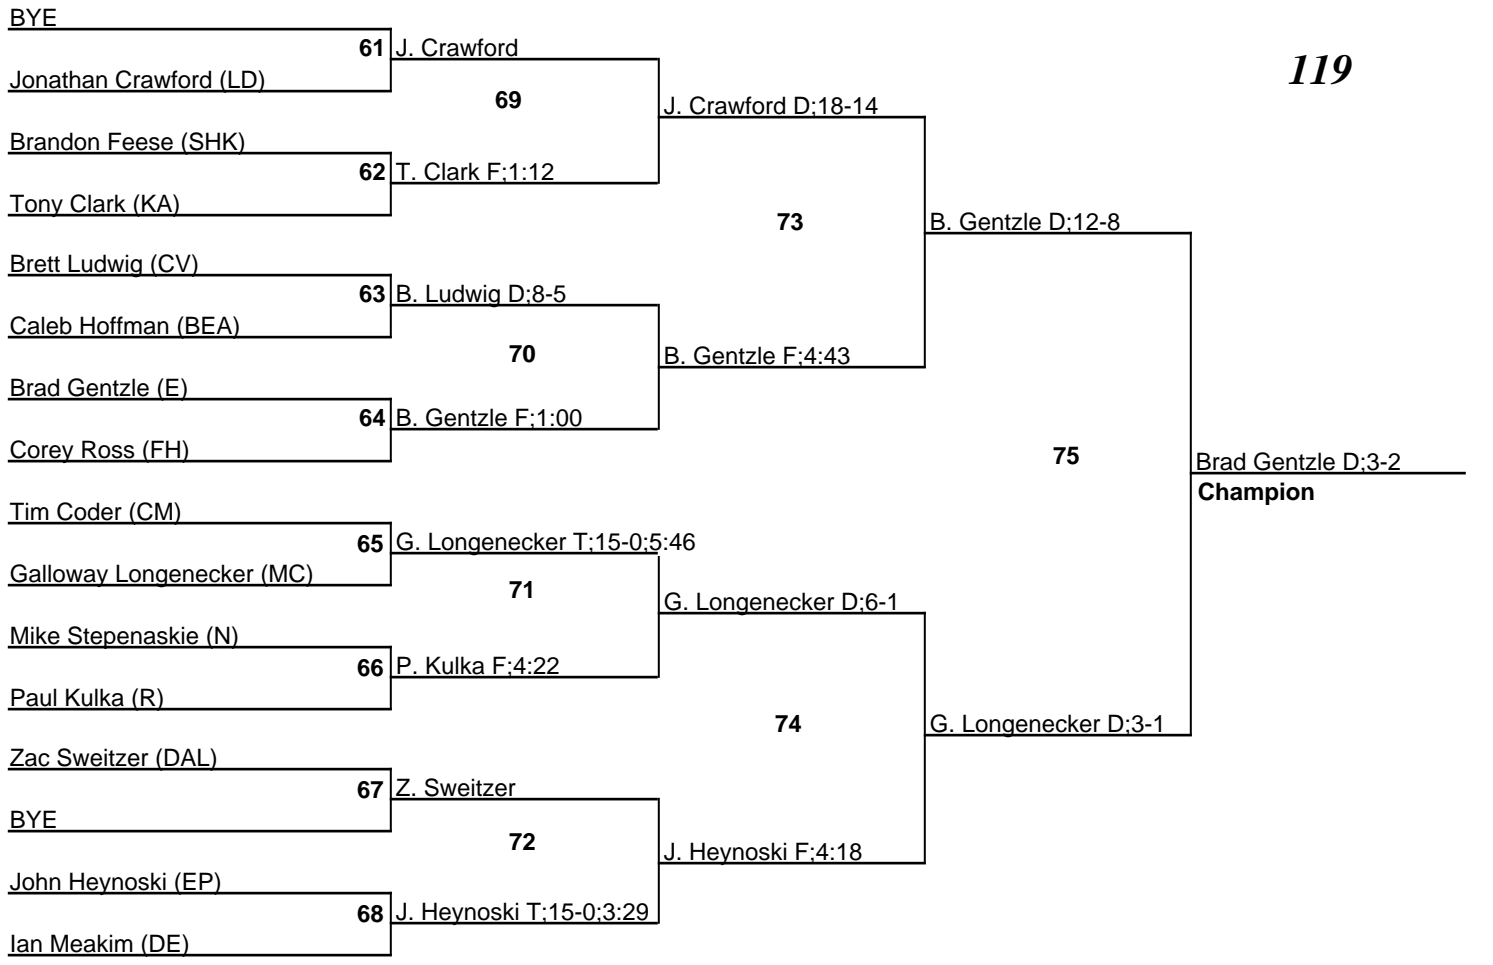 BYE
61 J. Crawford
119
Jonathan Crawford (LD)
69
J. Crawford D;18-14
Brandon Feese (SHK)
62 T. Clark F;1:12
Tony Clark (KA)
73
B. Gentzle D;12-8
Brett Ludwig (CV)
63 B. Ludwig D;8-5
Caleb Hoffman (BEA)
70
B. Gentzle F;4:43
Brad Gentzle (E)
64 B. Gentzle F;1:00
Corey Ross (FH)
75
Brad Gentzle D;3-2
Champion
Tim Coder (CM)
65 G. Longenecker T;15-0;5:46
Galloway Longenecker (MC)
71
G. Longenecker D;6-1
Mike Stepenaskie (N)
66 P. Kulka F;4:22
Paul Kulka (R)
74
G. Longenecker D;3-1
Zac Sweitzer (DAL)
67 Z. Sweitzer
BYE
72
J. Heynoski F;4:18
John Heynoski (EP)
68 J. Heynoski T;15-0;3:29
Ian Meakim (DE)